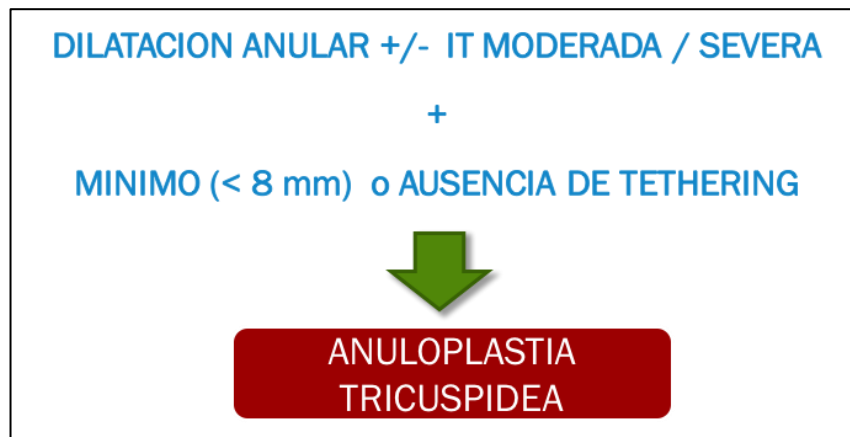 DILATACION ANULAR +/- IT MODERADA / SEVERA
+
MINIMO (< 8 mm) o AUSENCIA DE TETHERING
ANULOPLASTIA
TRICUSPIDEA